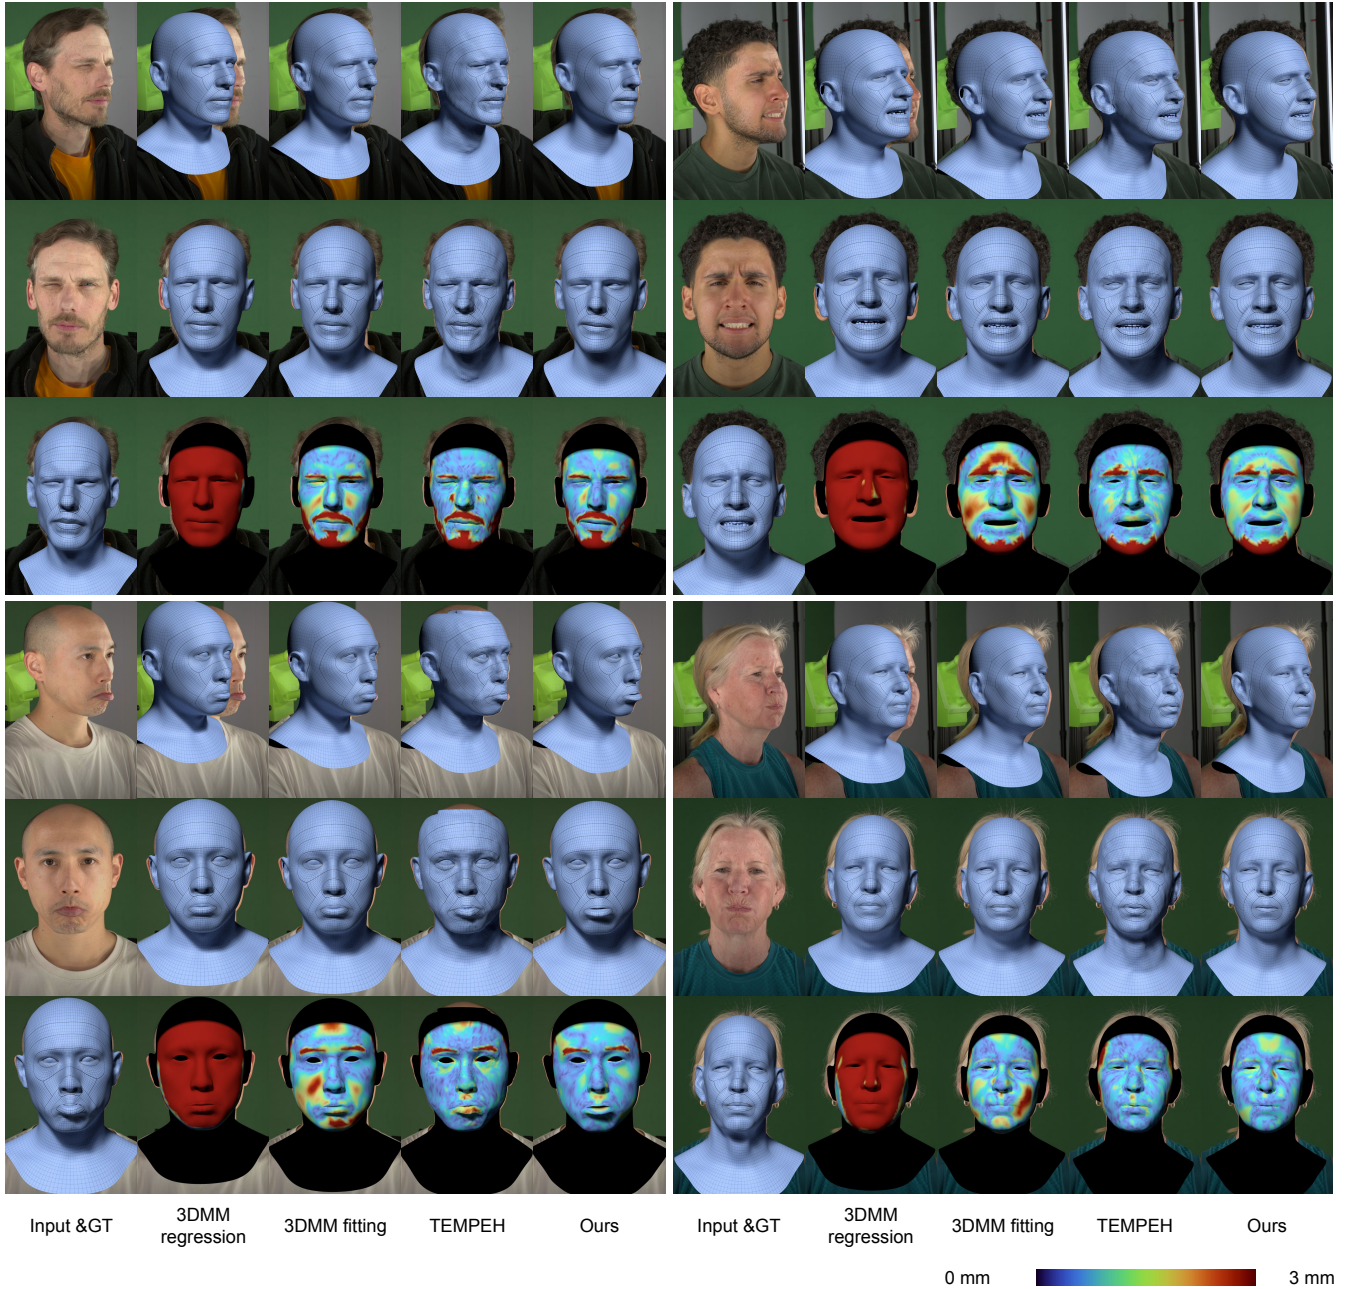 Input &GT
3DMM
regression
3DMM fitting
TEMPEH
Ours
Input &GT
3DMM
regression
3DMM fitting
TEMPEH
Ours
0 mm
3 mm